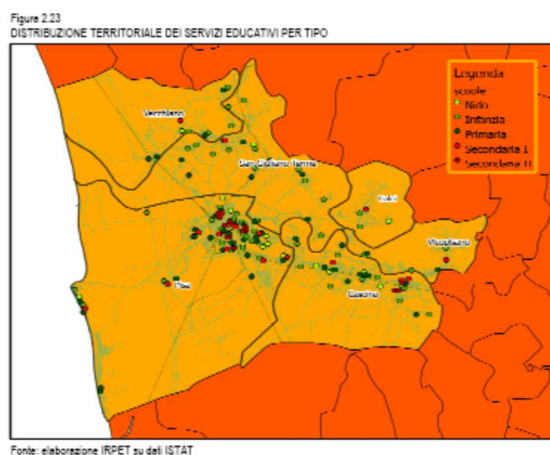 Figura 2.23
DISTRIBUZIONE TERRITORIALE DEI SERVIZI EDUCATIVI PER TIPO
Legenda
scuole
Nido
Infanzia
Primaria
Secondaria I
Secondaria II
Vecchiano
San Giuliano Terme
Calci
Vicopisano
Pisa
Cascina
Fonte: elaborazione IRPET su dati ISTAT